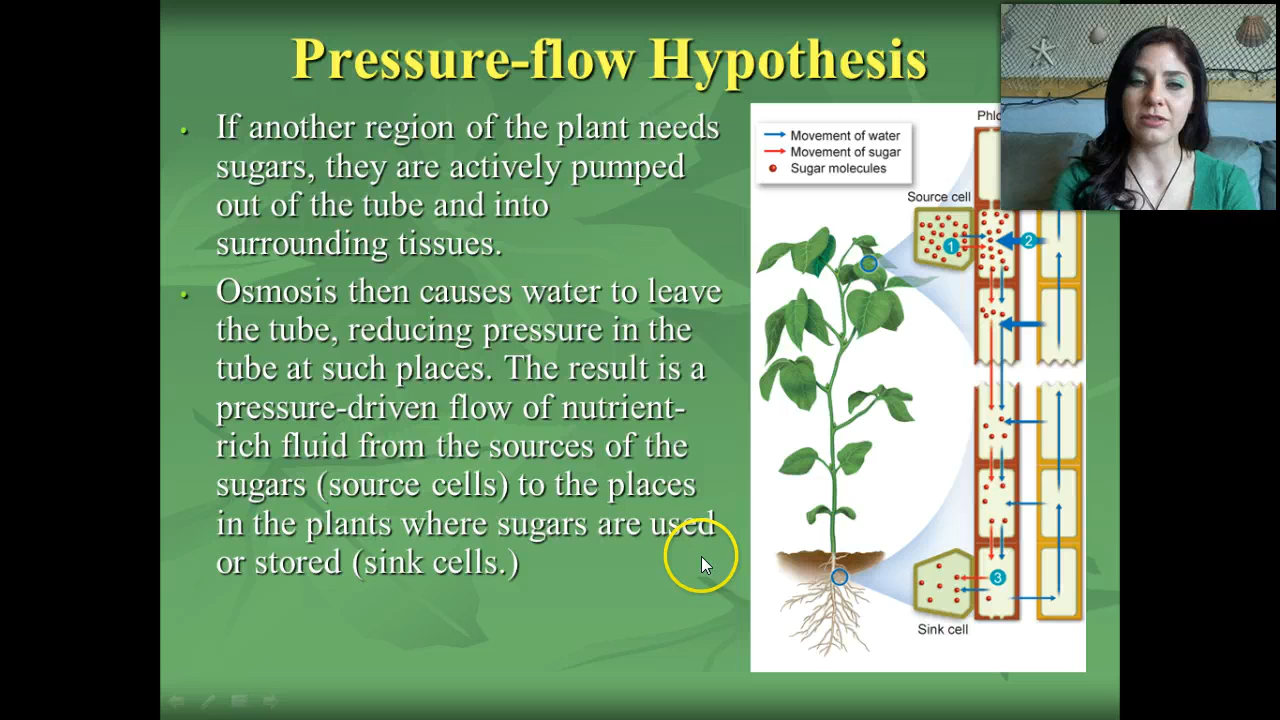 Pressure-flow Hypothesis
If another region of the plant needs
sugars, they are actively pumped
out of the tube and into
surrounding tissues.
Osmosis then causes water to leave
the tube, reducing pressure in the
tube at such places. The result is a
pressure-driven flow of nutrient-
rich fluid from the sources of the
sugars (source cells) to the places
in the plants where sugars are used
or stored (sink cells.)
Phlo
Movement of water
Movement of sugar
Sugar molecules
Source cell
1
2
3
Sink cell